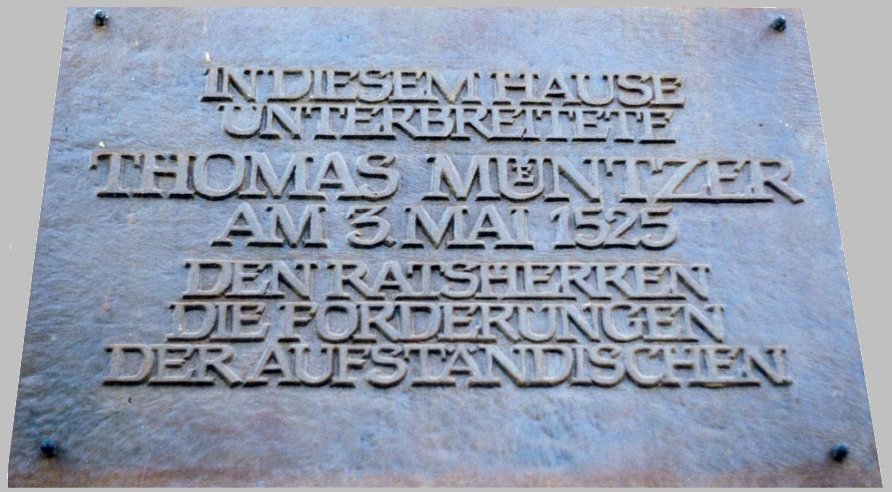 IN DIESEM HAUSE
UNTERBREITETE
THOMAS MÜNTZER
AM 3. MAI 1525
DEN RATSHERREN
DIE FORDERUNGEN
DER AUFSTÄNDISCHEN